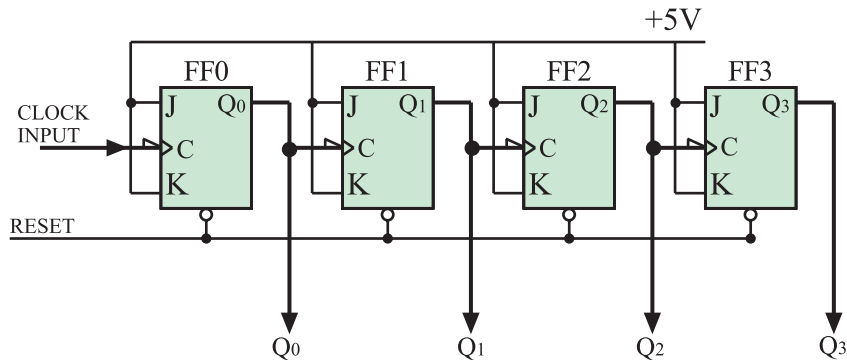 +5V
FF0 FF1 FF2 FF3
J Q0 J Q1 J Q2 J Q3
CLOCK
INPUT
C C C C
K K K K
RESET
Q0 Q1 Q2 Q3